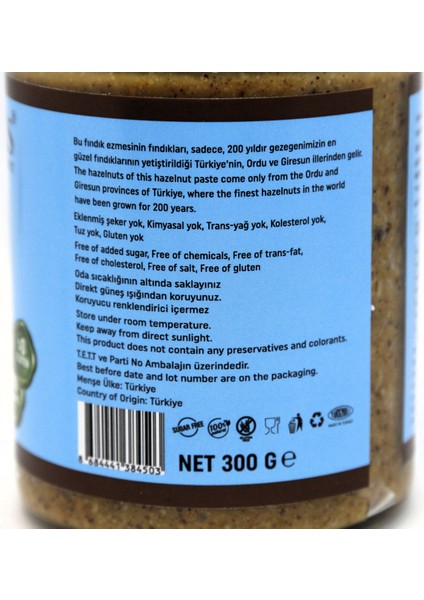 Bu fındık ezmesinin fındıkları, sadece, 200 yıldır gezegenimizin en
güzel fındıklarının yetiştirildiği Türkiye'nin, Ordu ve Giresun illerinden gelir.
The hazelnuts of this hazelnut paste come only from the Ordu and
Giresun provinces of Türkiye, where the finest hazelnuts in the world
have been grown for 200 years.
Eklenmiş şeker yok, Kimyasal yok, Trans-yağ yok, Kolesterol yok,
Tuz yok, Gluten yok
Free of added sugar, Free of chemicals, Free of trans-fat,
Free of cholesterol, Free of salt, Free of gluten
Oda sıcaklığının altında saklayınız
Direkt güneş ışığından koruyunuz.
Koruyucu renklendirici içermez
Store under room temperature.
Keep away from direct sunlight.
This product does not contain any preservatives and colorants.
T.E.T.T ve Parti No Ambalajın üzerindedir.
Best before date and lot number are on the packaging.
Menşe Ülke: Türkiye
Country of Origin: Türkiye
SUGAR FREE
100%
8 684441 384503
NET 300 G e